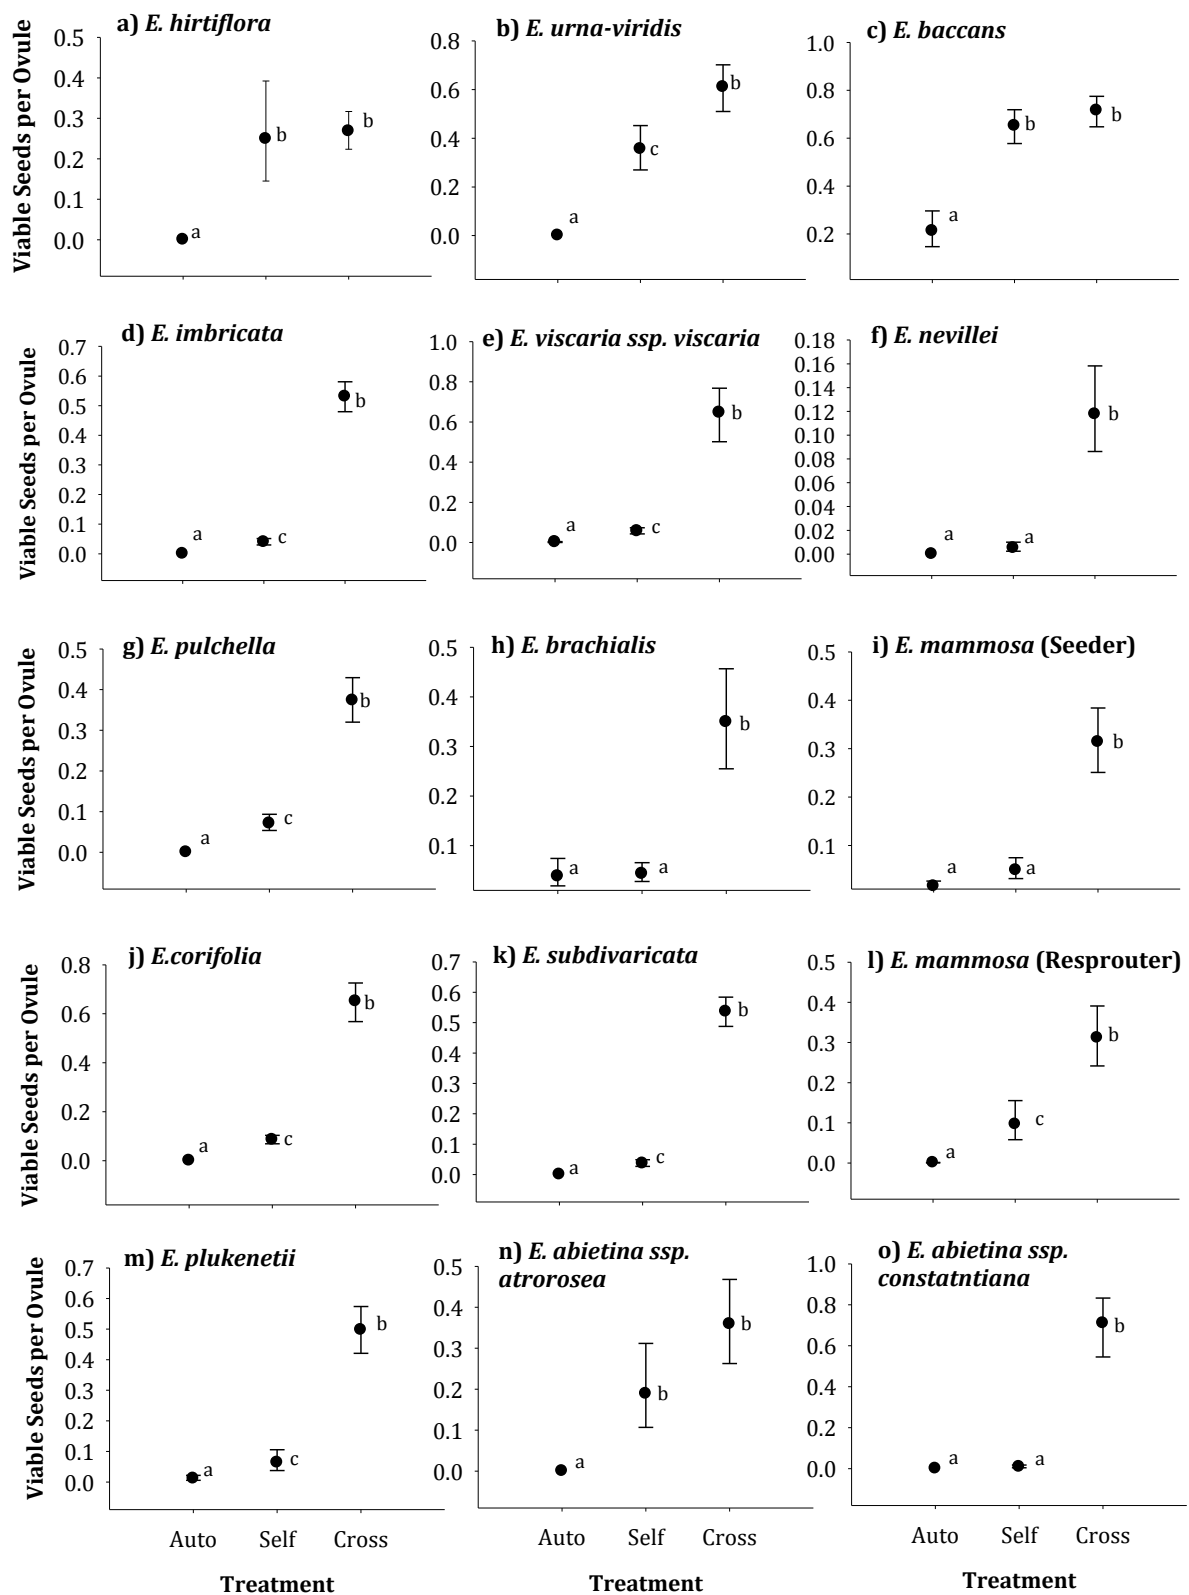 a) E. hirtiflora
b) E. urna-viridis
c) E. baccans
Viable Seeds per Ovule
0.5
0.4
0.3
0.2
0.1
0.0
a
b
b
0.8
0.6
0.4
0.2
0.0
a
c
b
1.0
0.8
0.6
0.4
0.2
a
b
b
d) E. imbricata
e) E. viscaria ssp. viscaria
f) E. nevillei
Viable Seeds per Ovule
0.7
0.6
0.5
0.4
0.3
0.2
0.1
0.0
a
c
b
1.0
0.8
0.6
0.4
0.2
0.0
a
c
b
0.18
0.16
0.14
0.12
0.10
0.08
0.06
0.04
0.02
0.00
a
a
b
g) E. pulchella
h) E. brachialis
i) E. mammosa (Seeder)
Viable Seeds per Ovule
0.5
0.4
0.3
0.2
0.1
0.0
a
c
b
0.5
0.4
0.3
0.2
0.1
a
a
b
0.5
0.4
0.3
0.2
0.1
a
a
b
j) E.corifolia
k) E. subdivaricata
l) E. mammosa (Resprouter)
Viable Seeds per Ovule
0.8
0.6
0.4
0.2
0.0
a
c
b
0.7
0.6
0.5
0.4
0.3
0.2
0.1
0.0
a
c
b
0.5
0.4
0.3
0.2
0.1
0.0
a
c
b
m) E. plukenetii
n) E. abietina ssp.
atrorosea
o) E. abietina ssp.
constatntiana
Viable Seeds per Ovule
0.7
0.6
0.5
0.4
0.3
0.2
0.1
0.0
a
c
b
0.5
0.4
0.3
0.2
0.1
0.0
a
b
b
1.0
0.8
0.6
0.4
0.2
0.0
a
a
b
Auto Self Cross
Auto Self Cross
Auto Self Cross
Treatment
Treatment
Treatment